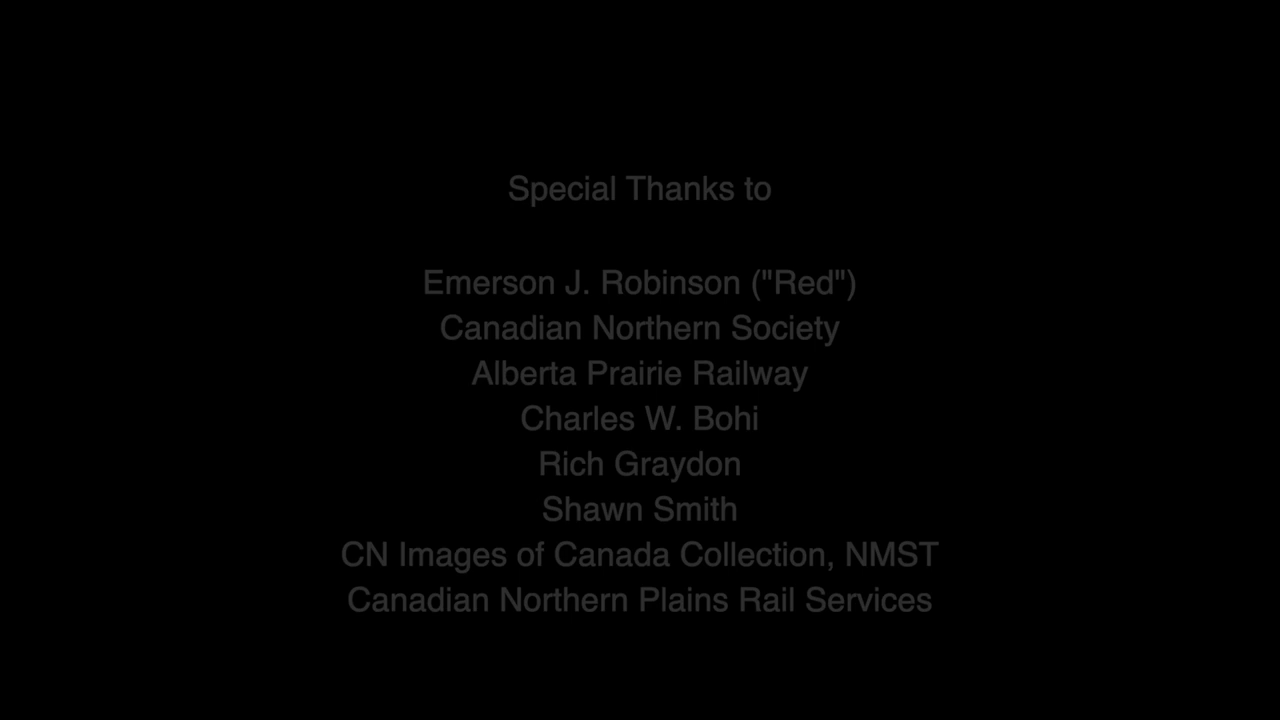 Special Thanks to
Emerson J. Robinson ("Red")
Canadian Northern Society
Alberta Prairie Railway
Charles W. Bohi
Rich Graydon
Shawn Smith
CN Images of Canada Collection, NMST
Canadian Northern Plains Rail Services